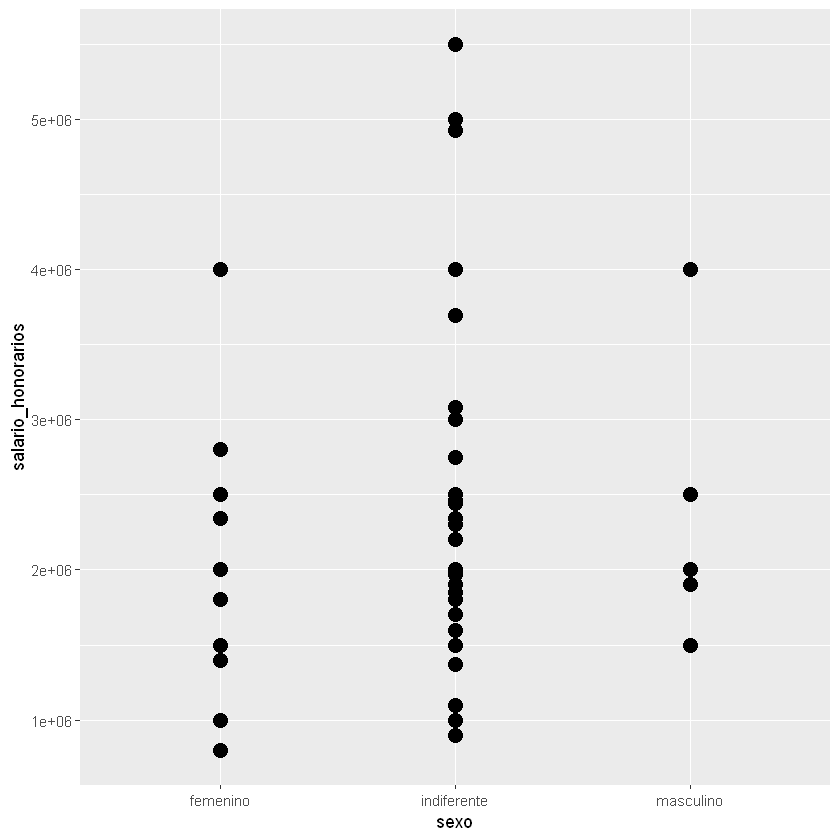 salario_honorarios
5e+06
4e+06
3e+06
2e+06
1e+06
femenino
indiferente
masculino
sexo